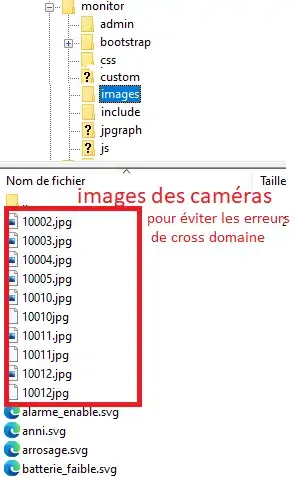 monitor
admin
bootstrap
css
custom
images
include
jpgraph
js
Nom de fichier
Taille
images des caméras
pour éviter les erreurs
de cross domaine
10002.jpg
10003.jpg
10004.jpg
10005.jpg
10010.jpg
10010jpg
10011.jpg
10011jpg
10012.jpg
10012jpg
alarme_enable.svg
anni.svg
arrosage.svg
batterie_faible.svg